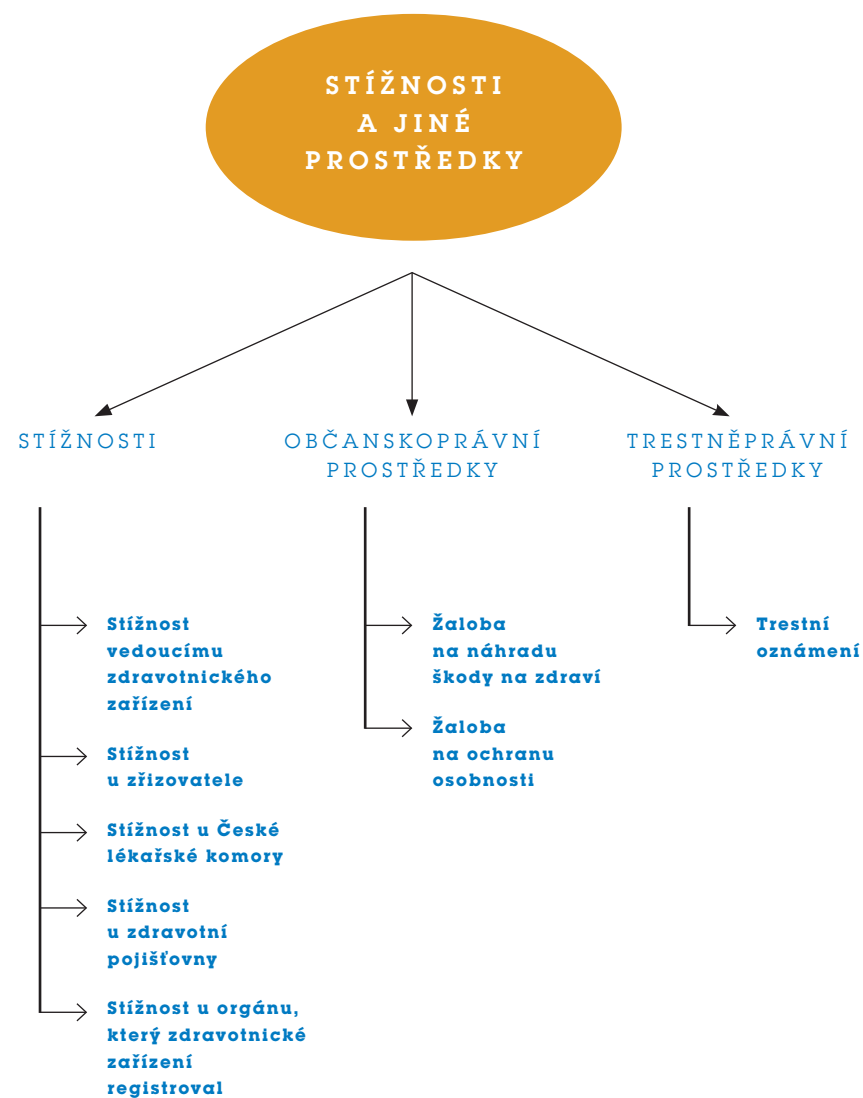 STÍŽNOSTI
A JINÉ
PROSTŘEDKY
STÍŽNOSTI
Stížnost
vedoucímu
zdravotnického
zařízení
Stížnost
u zřizovatele
Stížnost u České
lékařské komory
Stížnost
u zdravotní
pojišťovny
Stížnost u orgánu,
který zdravotnické
zařízení
registroval
OBČANSKOPRÁVNÍ
PROSTŘEDKY
Žaloba
na náhradu
škody na zdraví
Žaloba
na ochranu
osobnosti
TRESTNĚPRÁVNÍ
PROSTŘEDKY
Trestní
oznámení